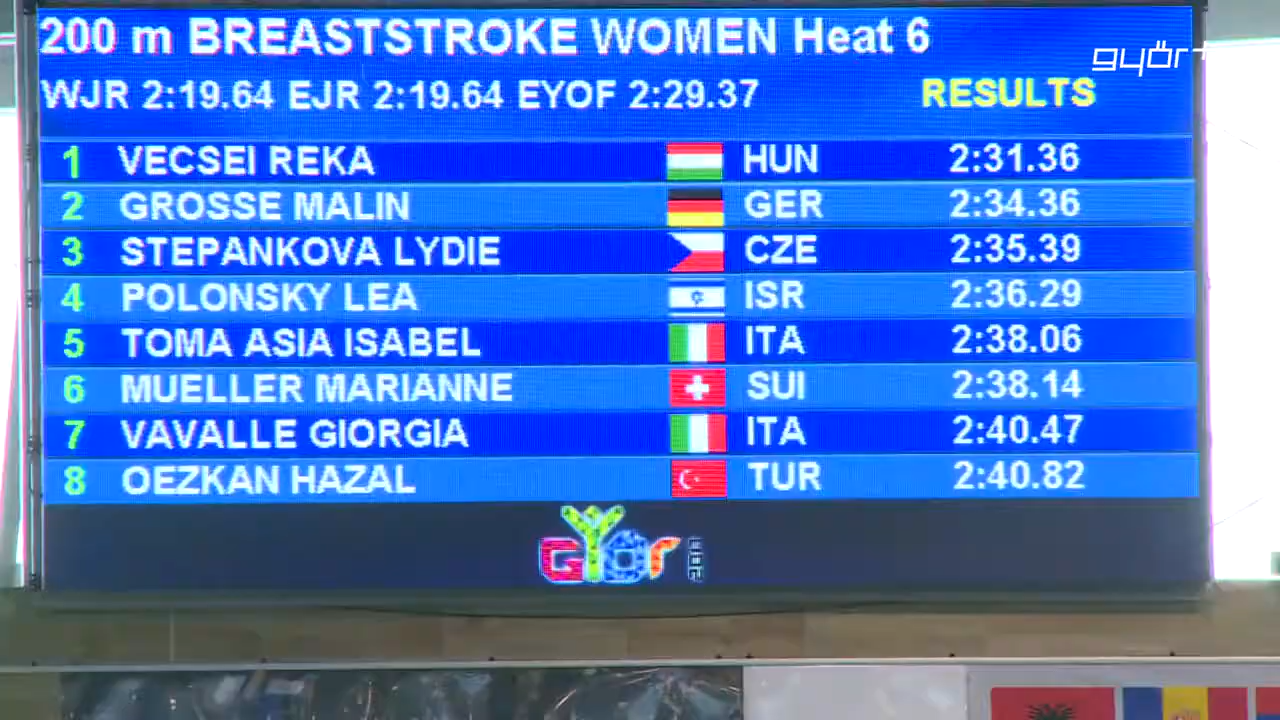 200 m BREASTSTROKE WOMEN Heat 6
győr
WJR 2:19.64 EJR 2:19.64 EYOF 2:29.37 RESULTS
1 VECSEI REKA HUN 2:31.36
2 GROSSE MALIN GER 2:34.36
3 STEPANKOVA LYDIE CZE 2:35.39
4 POLONSKY LEA ISR 2:36.29
5 TOMA ASIA ISABEL ITA 2:38.06
6 MUELLER MARIANNE SUI 2:38.14
7 VAVALLE GIORGIA ITA 2:40.47
8 OEZKAN HAZAL TUR 2:40.82
GYőr